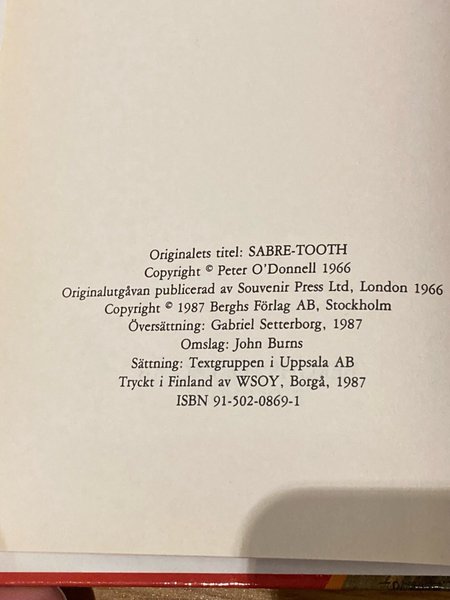 Originalets titel: SABRE-TOOTH
Copyright © Peter O'Donnell 1966
Originalutgåvan publicerad av Souvenir Press Ltd, London 1966
Copyright © 1987 Berghs Förlag AB, Stockholm
Översättning: Gabriel Setterborg, 1987
Omslag: John Burns
Sättning: Textgruppen i Uppsala AB
Tryckt i Finland av WSOY, Borgå, 1987
ISBN 91-502-0869-1